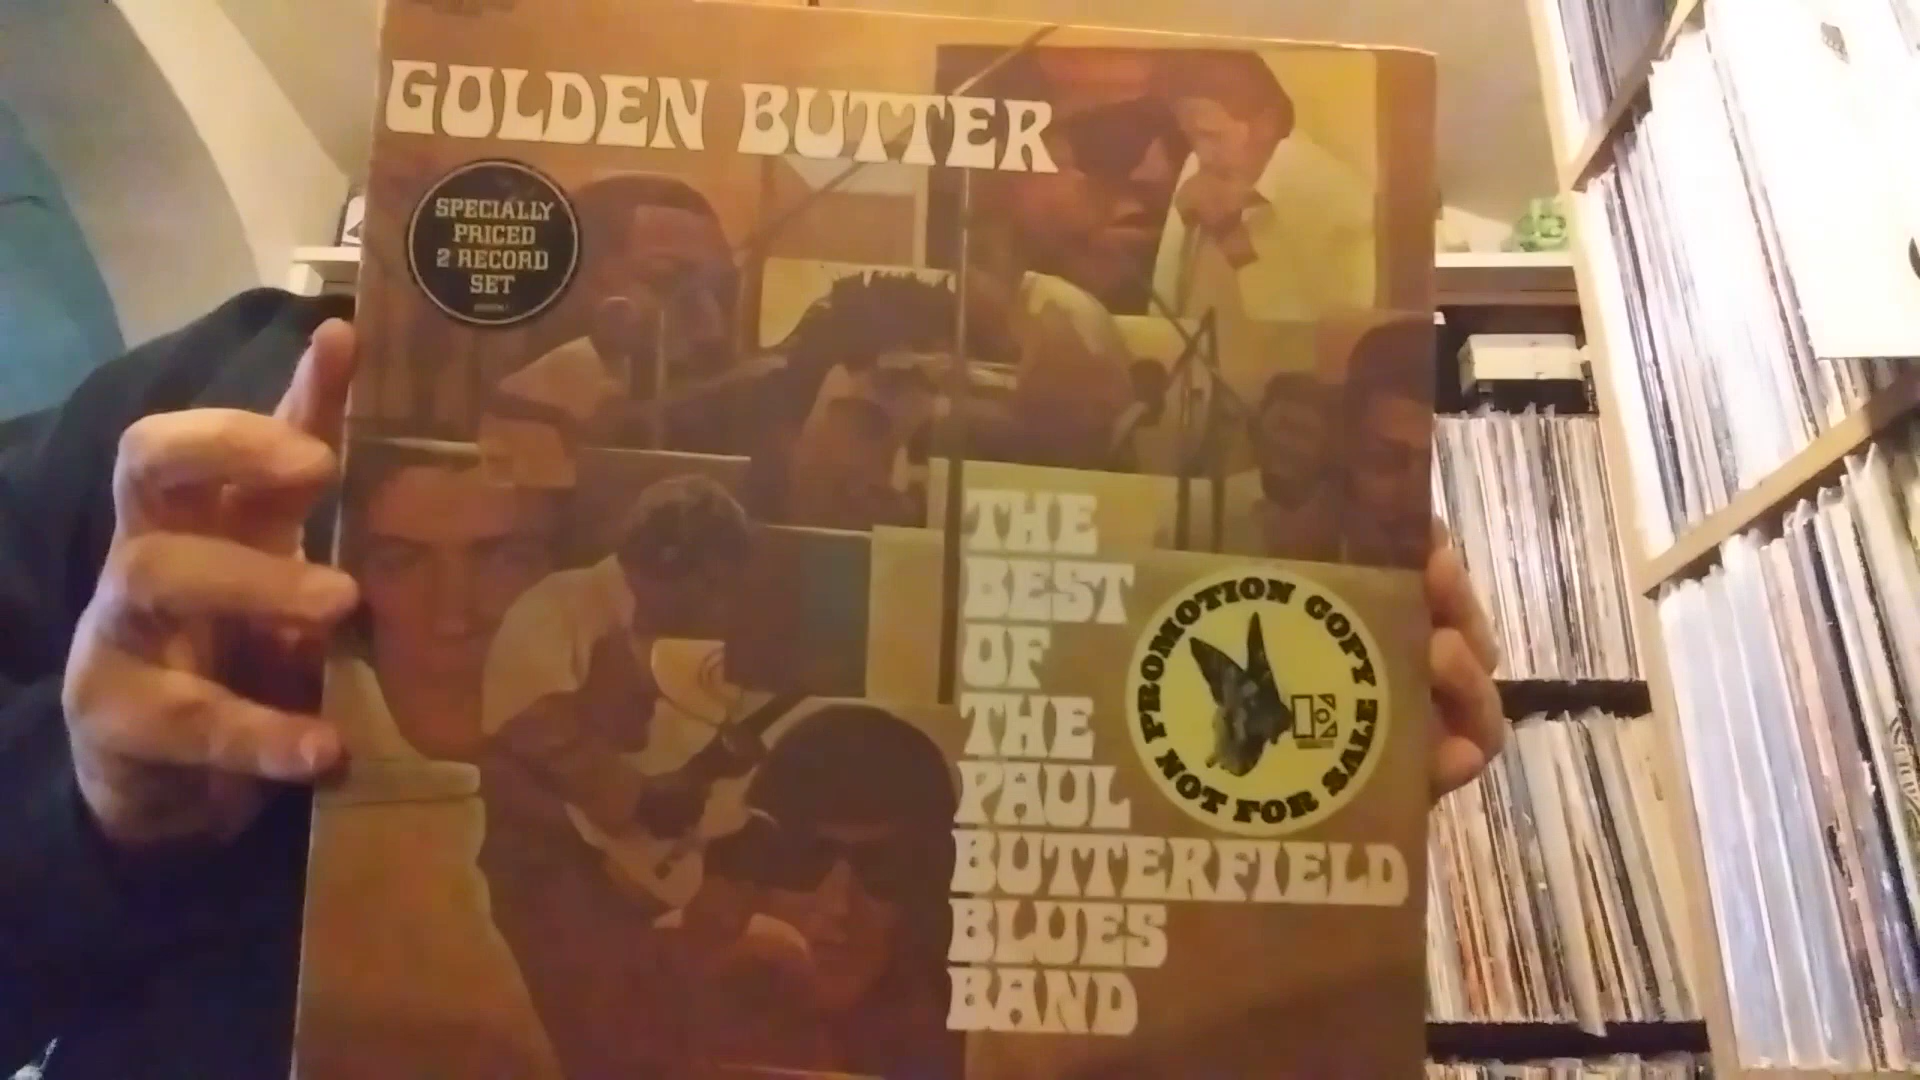 GOLDEN BUTTER
SPECIALLY
PRICED
2 RECORD
SET
THE
BEST
OF
THE
PAUL
BUTTERFIELD
BLUES
BAND
PROMOTION COPY
NOT FOR SALE